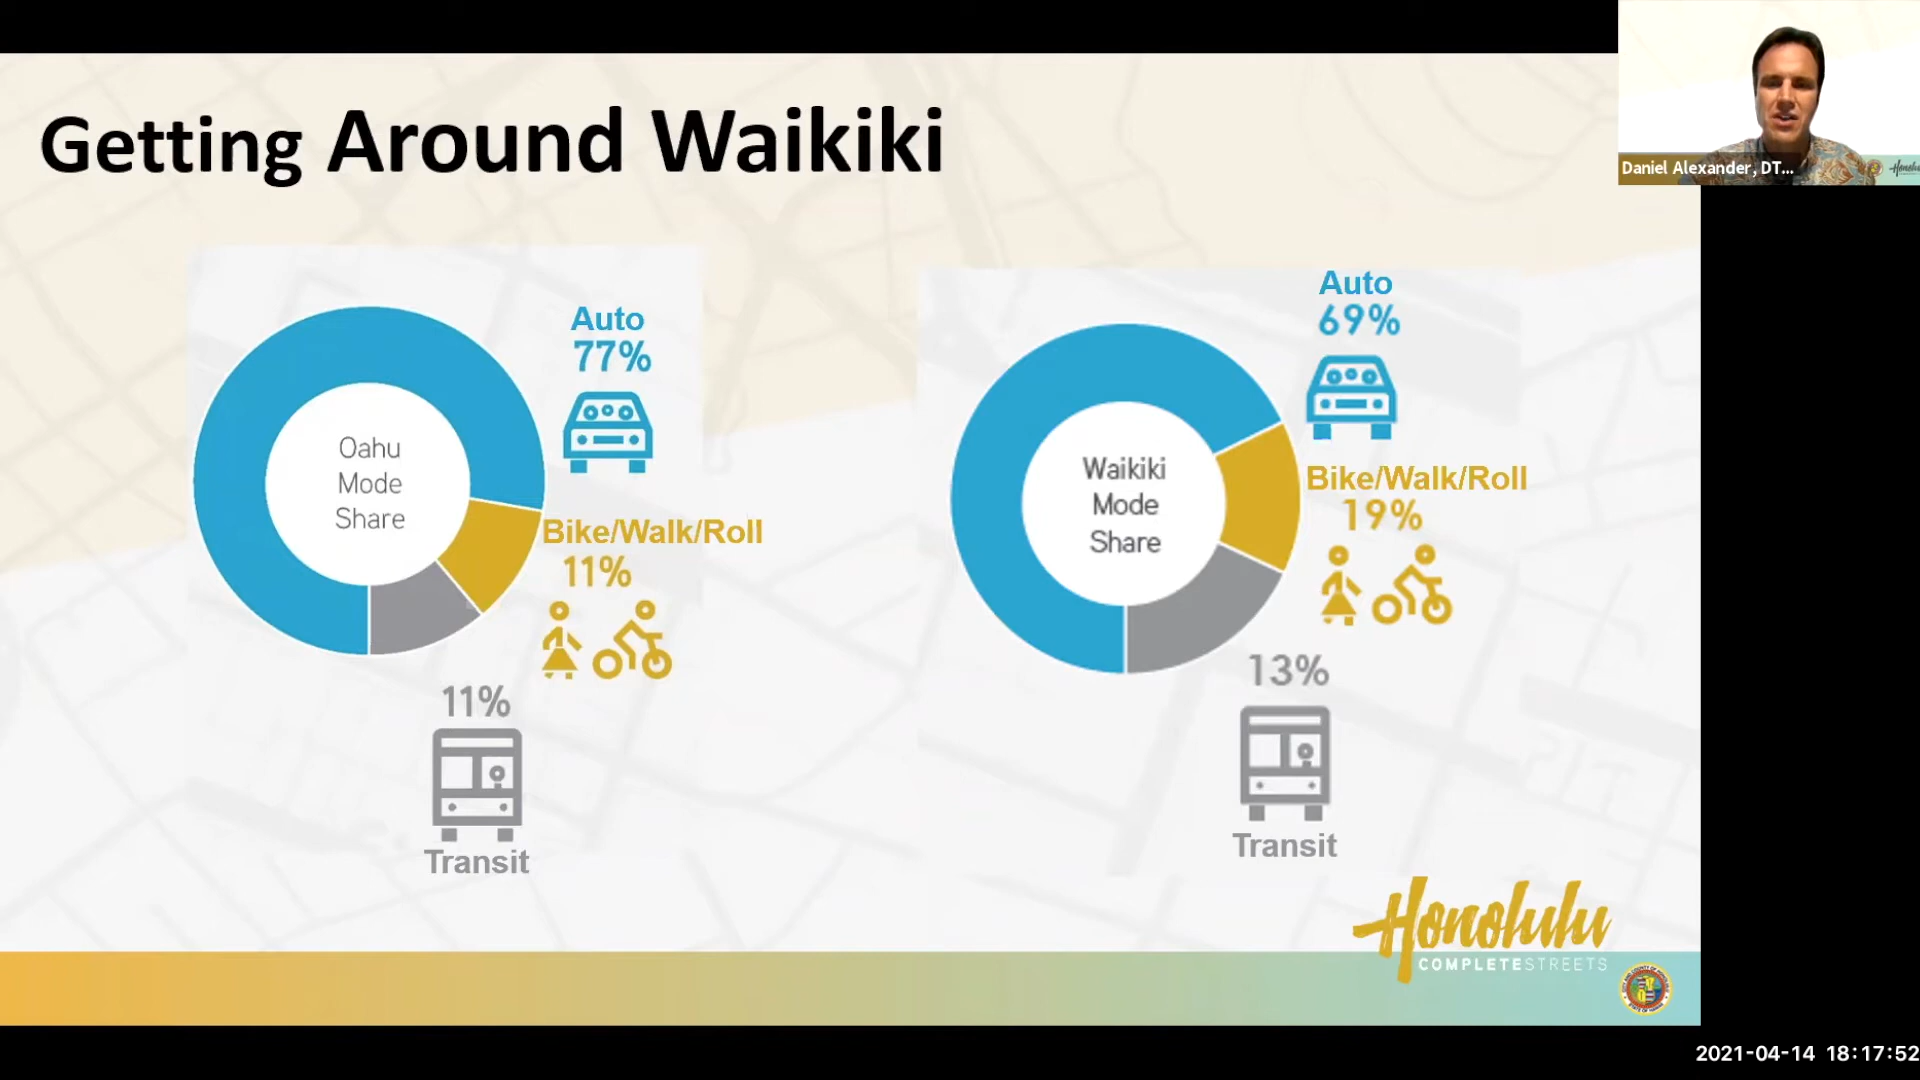 Getting Around Waikiki
Daniel Alexander, DT...
Oahu
Mode
Share
Auto
77%
Bike/Walk/Roll
11%
11%
Transit
Waikiki
Mode
Share
Auto
69%
Bike/Walk/Roll
19%
13%
Transit
Honolulu
COMPLETESTREETS
2021-04-14 18:17:52